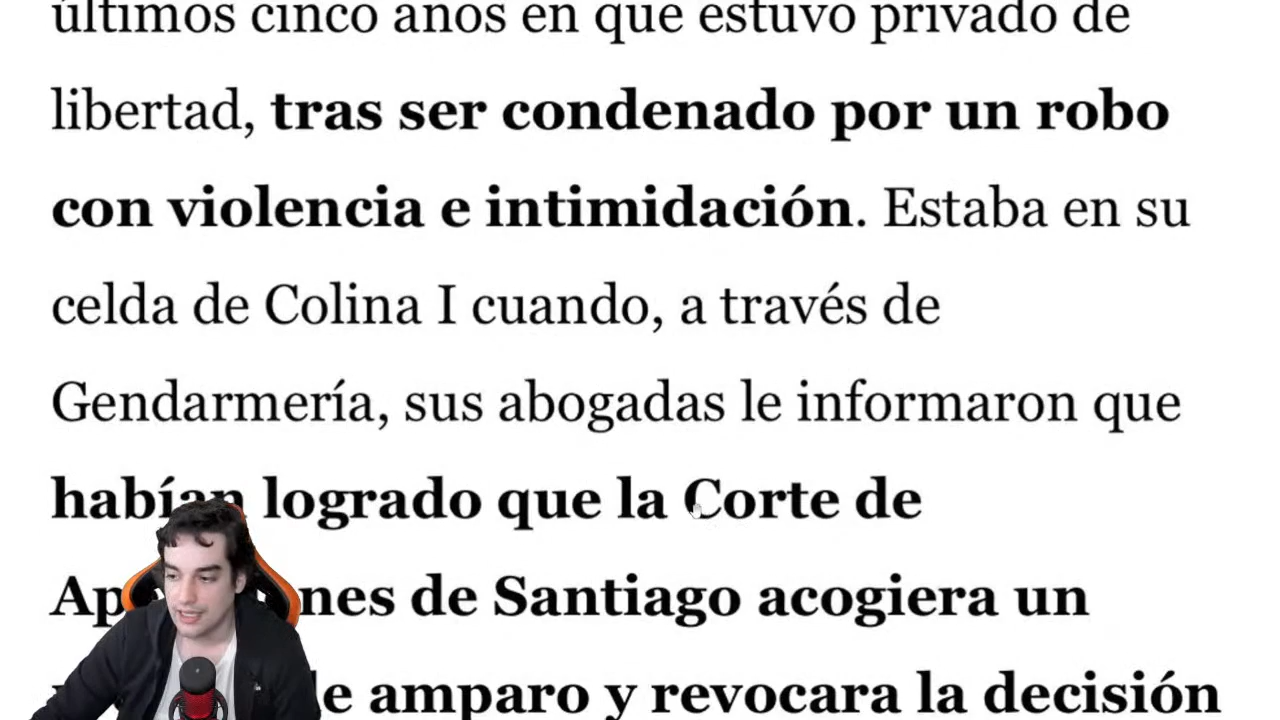 últimos cinco años en que estuvo privado de
libertad, tras ser condenado por un robo
con violencia e intimidación. Estaba en su
celda de Colina I cuando, a través de
Gendarmería, sus abogadas le informaron que
habían logrado que la Corte de
de Santiago acogiera un
amparo y revocara la decisión